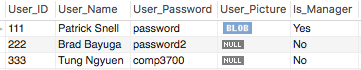 User_ID User_Name User_Password User_Picture Is_Manager
111 Patrick Snell password BLOB Yes
222 Brad Bayuga password2 NULL No
333 Tung Ngyuen comp3700 NULL No